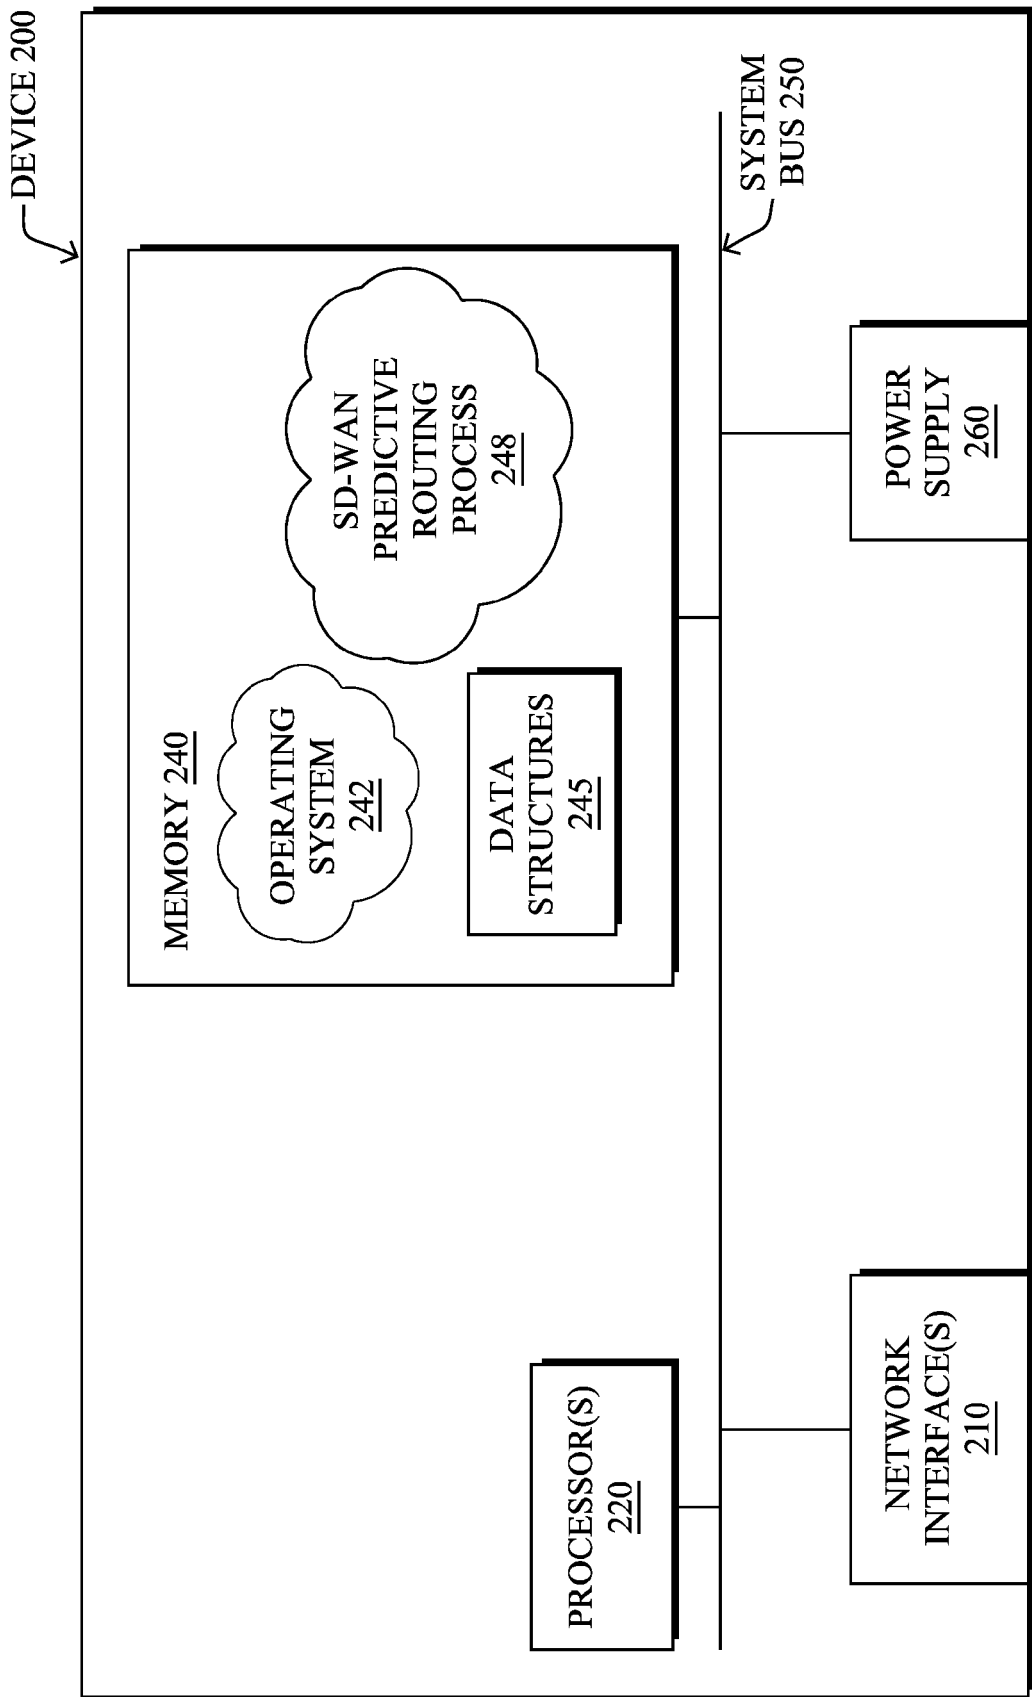 DEVICE 200
MEMORY 240
OPERATING
SYSTEM
242
SD-WAN
PREDICTIVE
ROUTING
PROCESS
248
DATA
STRUCTURES
245
PROCESSOR(S)
220
SYSTEM
BUS 250
NETWORK
INTERFACE(S)
210
POWER
SUPPLY
260